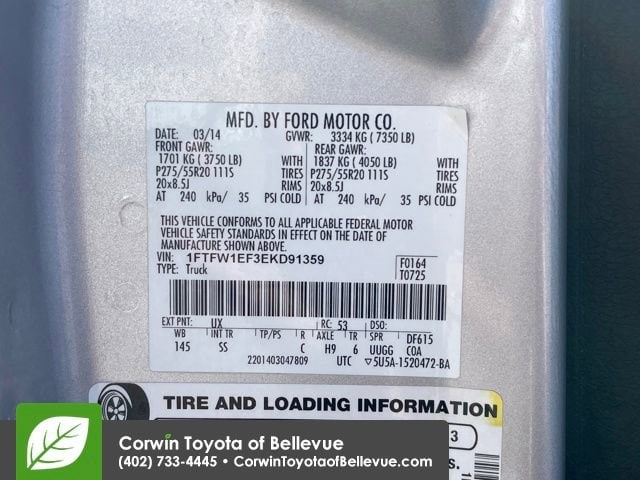 MFD. BY FORD MOTOR CO.
DATE: 03/14 GVWR: 3334 KG ( 7350 LB)
FRONT GAWR: REAR GAWR:
1701 KG ( 3750 LB) WITH 1837 KG ( 4050 LB) WITH
P275/55R20 111S TIRES P275/55R20 111S TIRES
20x8.5J RIMS 20x8.5J RIMS
AT 240 kPa/ 35 PSI COLD AT 240 kPa/ 35 PSI COLD
THIS VEHICLE CONFORMS TO ALL APPLICABLE FEDERAL MOTOR
VEHICLE SAFETY STANDARDS IN EFFECT ON THE DATE OF
MANUFACTURE SHOWN ABOVE.
VIN: 1FTFW1EF3EKD91359 F0164
TYPE: Truck T0725
EXT PNT: UX RC: 53 DSO:
WB INT TR TP/PS R AXLE TR SPR DF615
145 SS C H9 6 UUGG COA
2201403047809 UTC ▽5U5A-1520472-BA
TIRE AND LOADING INFORMATION
3
Corwin Toyota of Bellevue
(402) 733-4445 • CorwinToyotaofBellevue.com